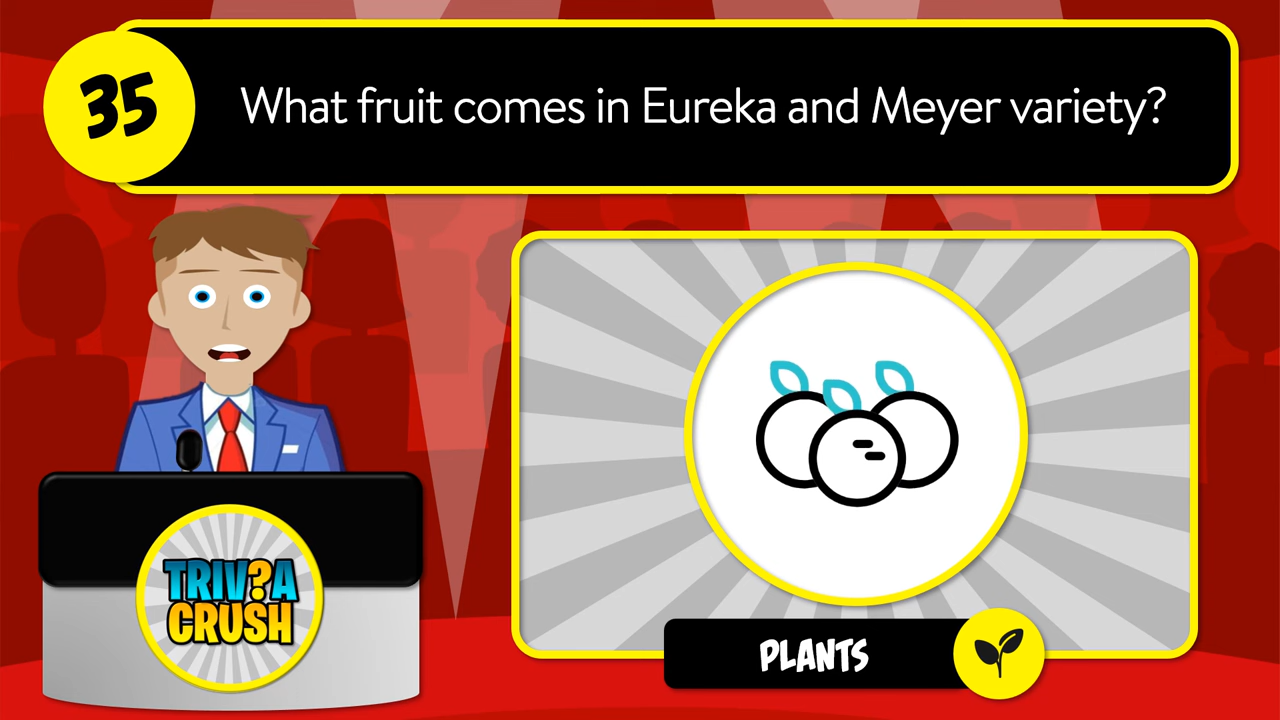 35
What fruit comes in Eureka and Meyer variety?
TRIV?A
CRUSH
PLANTS